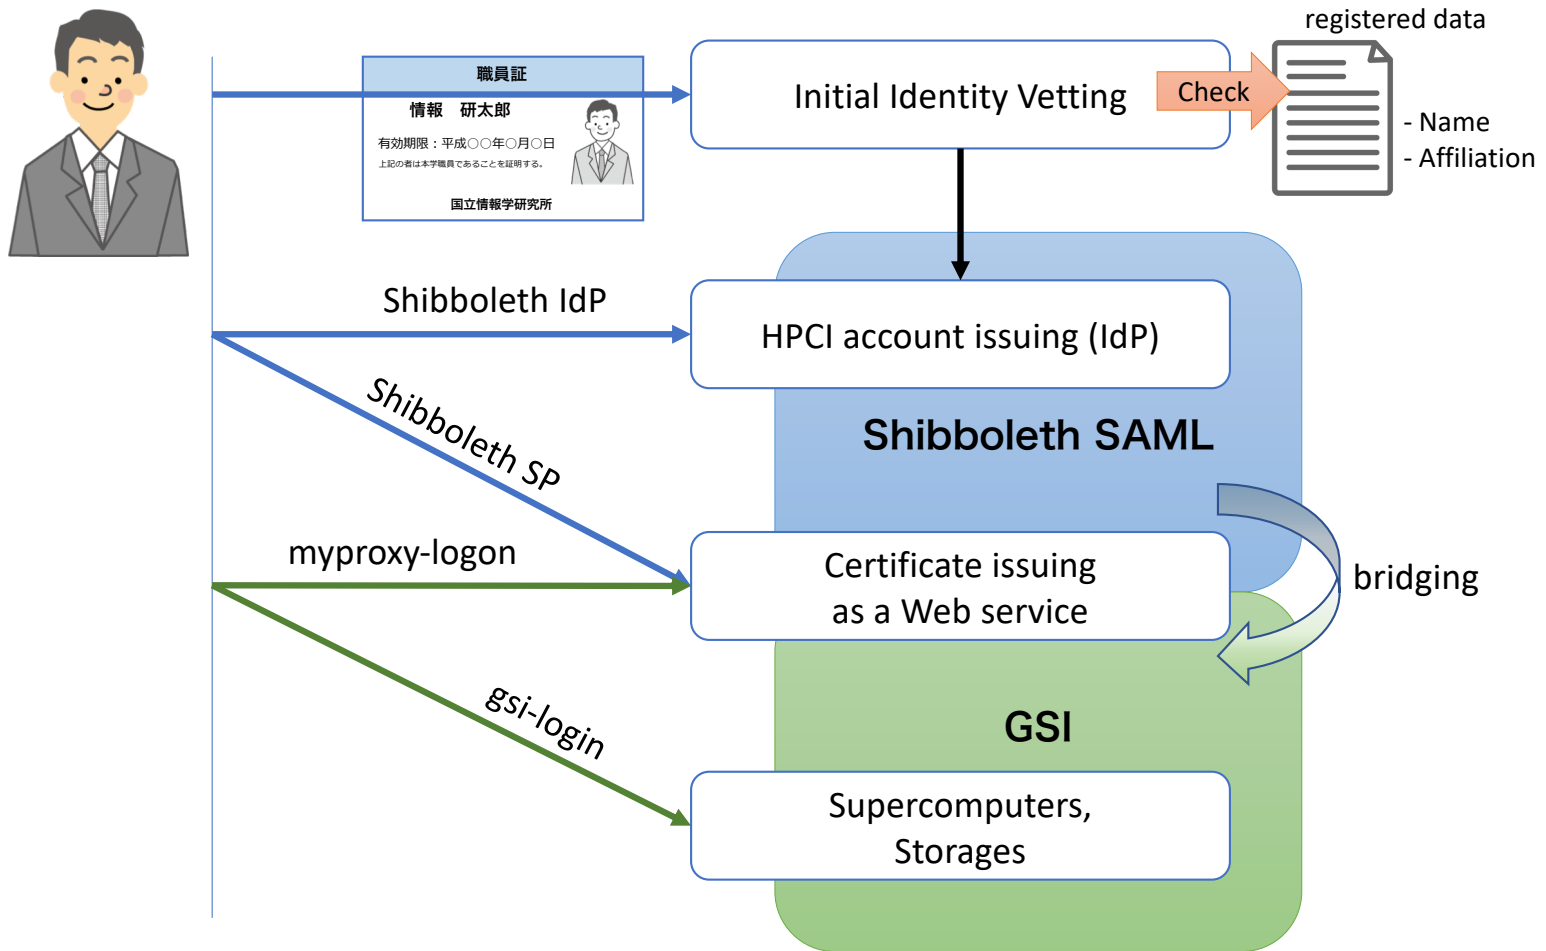 registered data
職員証
情報 研太郎
有効期限：平成○○年○月○日
上記の者は本学職員であることを証明する。
国立情報学研究所
Initial Identity Vetting
Check
- Name
- Affiliation
Shibboleth IdP
HPCI account issuing (IdP)
Shibboleth SP
Shibboleth SAML
myproxy-logon
Certificate issuing
as a Web service
bridging
gsi-login
GSI
Supercomputers,
Storages